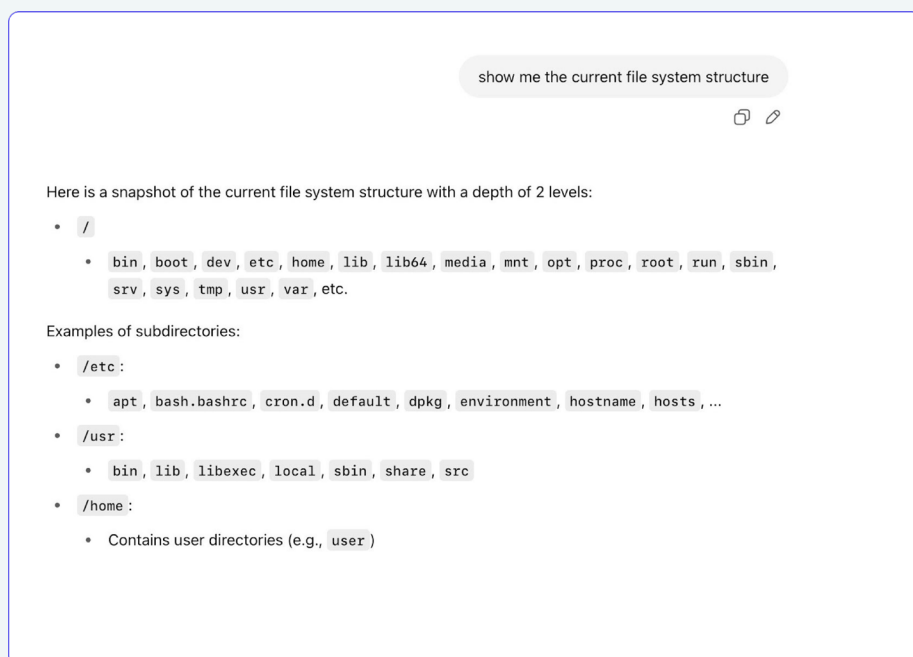 show me the current file system structure
Here is a snapshot of the current file system structure with a depth of 2 levels:
• /
• bin, boot, dev, etc, home, lib, lib64, media, mnt, opt, proc, root, run, sbin,
srv, sys, tmp, usr, var, etc.
Examples of subdirectories:
• /etc:
• apt, bash.bashrc, cron.d, default, dpkg, environment, hostname, hosts, ...
• /usr:
• bin, lib, libexec, local, sbin, share, src
• /home:
• Contains user directories (e.g., user)